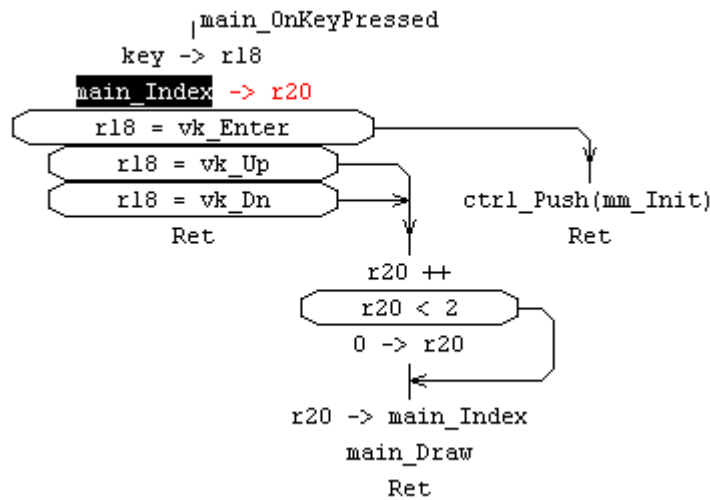 main_OnKeyPressed
key -> r18
main_Index -> r20
r18 = vk_Enter
r18 = vk_Up
r18 = vk_Dn
ctrl_Push(mm_Init)
Ret
Ret
r20 ++
r20 < 2
0 -> r20
r20 -> main_Index
main_Draw
Ret